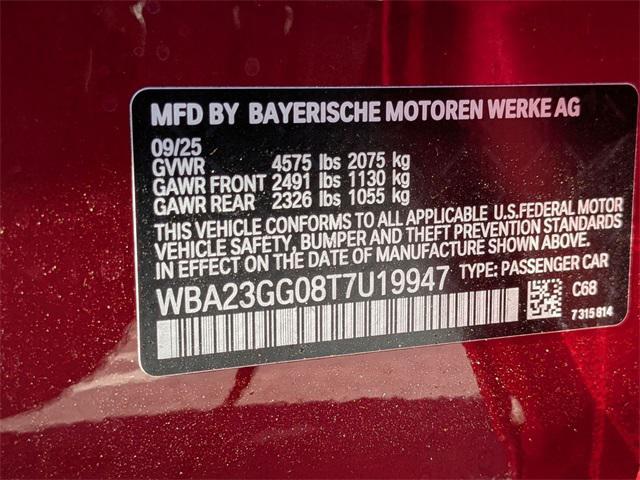 MFD BY BAYERISCHE MOTOREN WERKE AG
09/25
GVWR 4575 lbs 2075 kg
GAWR FRONT 2491 lbs 1130 kg
GAWR REAR 2326 lbs 1055 kg
THIS VEHICLE CONFORMS TO ALL APPLICABLE U.S.FEDERAL MOTOR
VEHICLE SAFETY, BUMPER AND THEFT PREVENTION STANDARDS
IN EFFECT ON THE DATE OF MANUFACTURE SHOWN ABOVE.
WBA23GG08T7U19947 TYPE: PASSENGER CAR
C68
7315814